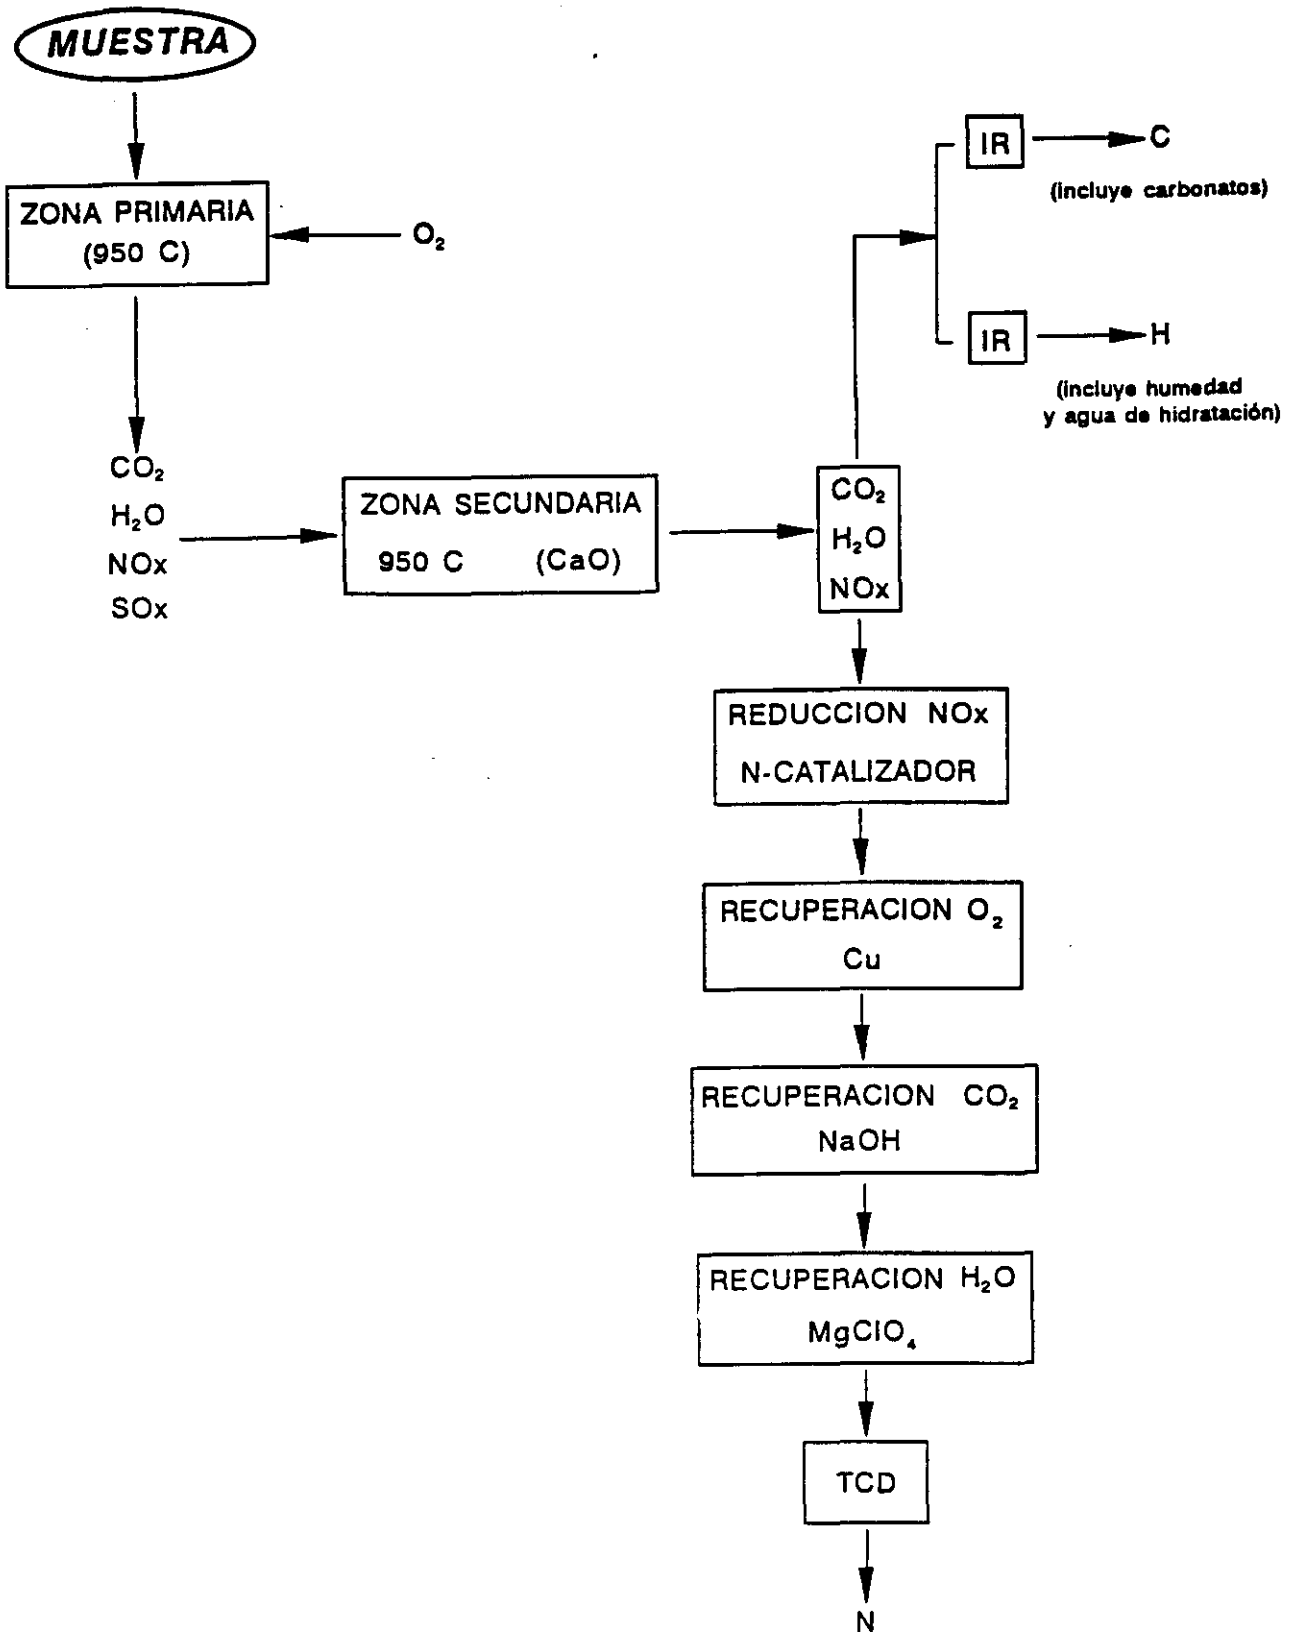 MUESTRA
ZONA PRIMARIA
(950 C)
O₂
CO₂
H₂O
NOx
SOx
ZONA SECUNDARIA
950 C (CaO)
CO₂
H₂O
NOx
IR
C
(incluye carbonatos)
IR
H
(incluye humedad
y agua de hidratación)
REDUCCION NOx
N-CATALIZADOR
RECUPERACION O₂
Cu
RECUPERACION CO₂
NaOH
RECUPERACION H₂O
MgClO₄
TCD
N